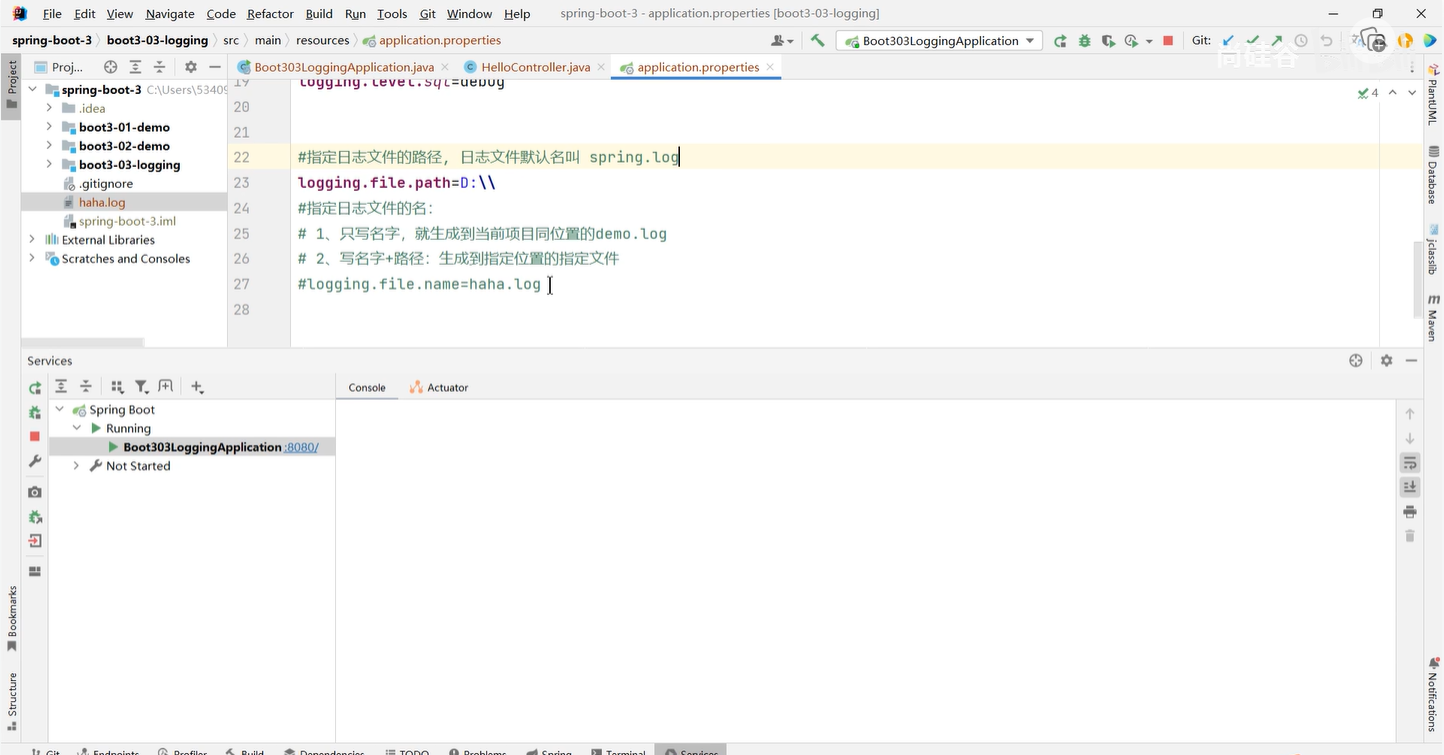 File Edit View Navigate Code Refactor Build Run Tools Git Window Help spring-boot-3 - application.properties [boot3-03-logging]
spring-boot-3 boot3-03-logging src main resources application.properties Boot303LoggingApplication Git:
尚硅谷
Project
Proj...
Boot303LoggingApplication.java HelloController.java application.properties
spring-boot-3 C:\Users\53409
.idea
boot3-01-demo
boot3-02-demo
boot3-03-logging
.gitignore
haha.log
spring-boot-3.iml
External Libraries
Scratches and Consoles
19 logging.level.sql=debug
20
21
22 #指定日志文件的路径, 日志文件默认名叫 spring.log
23 logging.file.path=D:\\
24 #指定日志文件的名:
25 # 1、只写名字, 就生成到当前项目同位置的demo.log
26 # 2、写名字+路径: 生成到指定位置的指定文件
27 #logging.file.name=haha.log
28
4
PlantUML
Database
jclasslib
Maven
Notifications
Services
Console Actuator
Spring Boot
Running
Boot303LoggingApplication :8080/
Not Started
Bookmarks
Structure
Git Endpoints Profiler Build Dependencies TODO Problems Spring Terminal Services